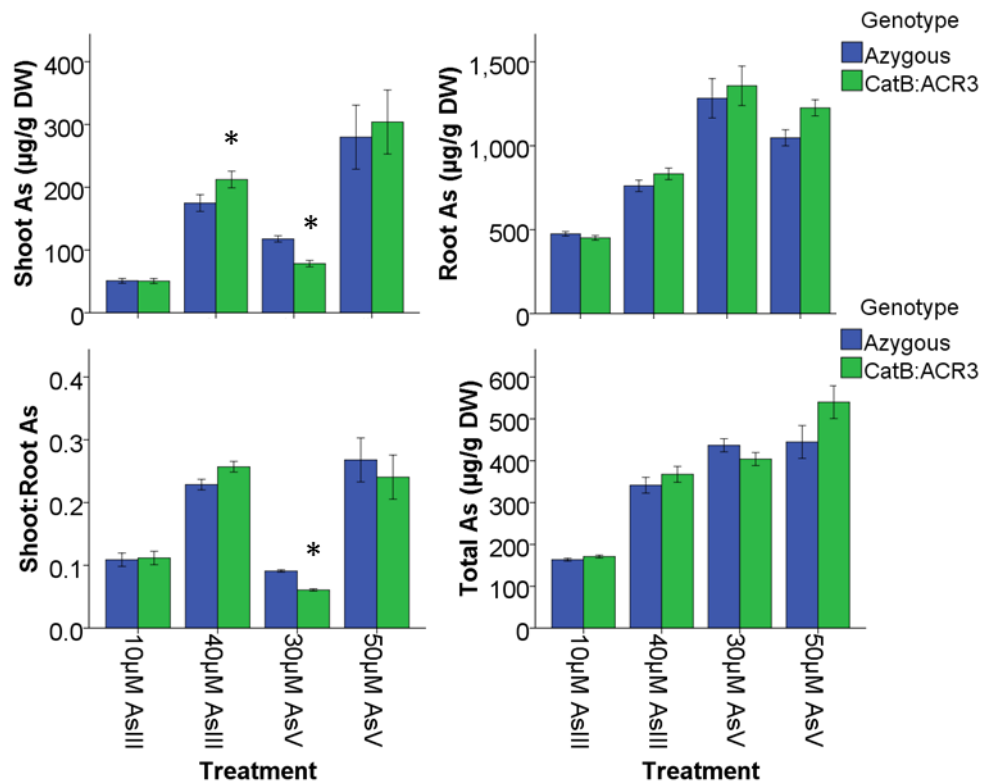 Genotype
Azygous
CatB:ACR3
Shoot As (µg/g DW)
400
300
200
100
0
*
*
Root As (µg/g DW)
1,500
1,000
500
0
Genotype
Azygous
CatB:ACR3
Shoot:Root As
0.4
0.3
0.2
0.1
0.0
*
10µM AsIII
40µM AsIII
30µM AsV
50µM AsV
Treatment
Total As (µg/g DW)
600
500
400
300
200
100
0
10µM AsIII
40µM AsIII
30µM AsV
50µM AsV
Treatment